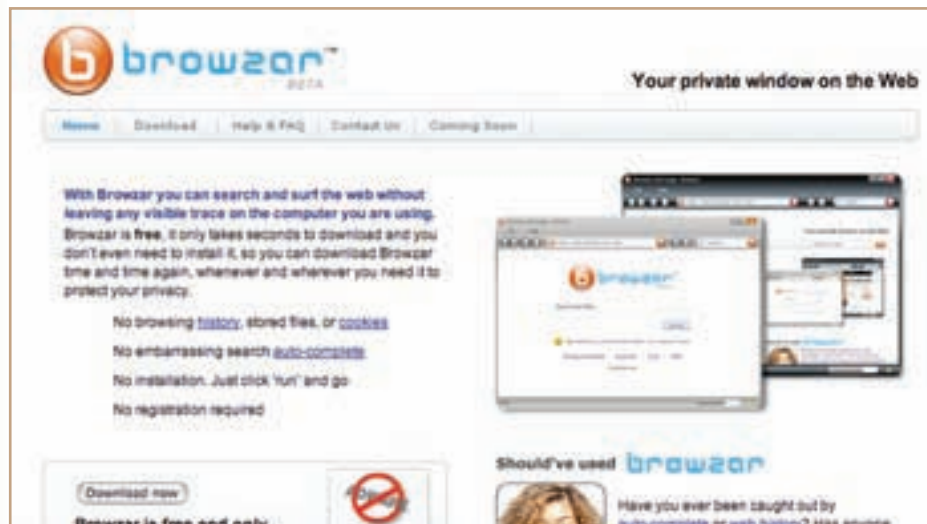 b browzar™
BETA
Your private window on the Web
Home Download Help & FAQ Contact Us Coming Soon
With Browzar you can search and surf the web without
leaving any visible trace on the computer you are using.
Browzar is free, it only takes seconds to download and you
don't even need to install it, so you can download Browzar
time and time again, whenever and wherever you need it to
protect your privacy.
No browsing history, stored files, or cookies
No embarrassing search auto-complete
No installation. Just click 'run' and go
No registration required
b browzar
Download now
Browzar is free and only
Should've used browzar
Have you ever been caught out by